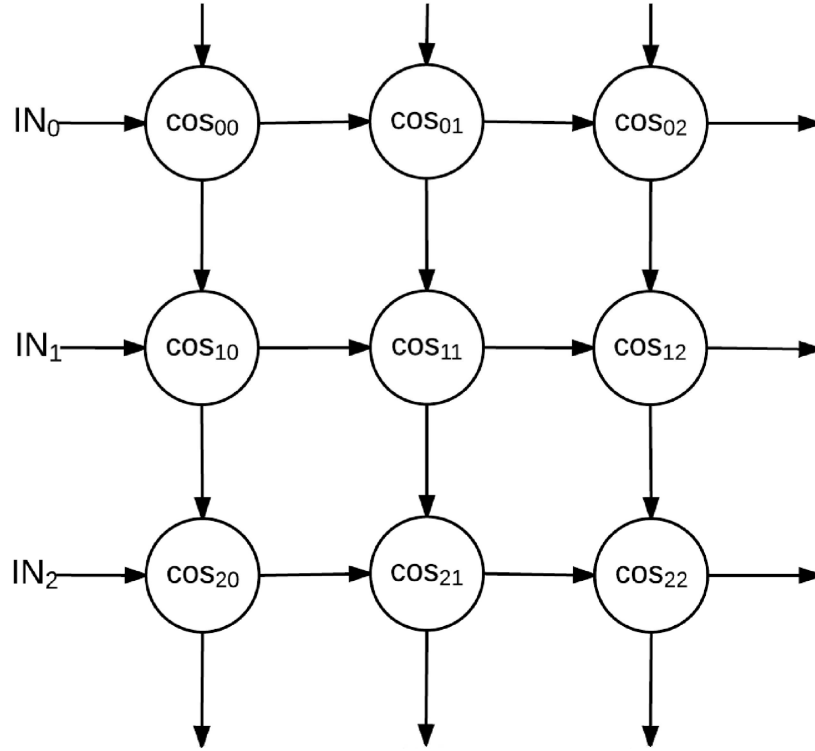 IN₀ cos₀₀ cos₀₁ cos₀₂
IN₁ cos₁₀ cos₁₁ cos₁₂
IN₂ cos₂₀ cos₂₁ cos₂₂